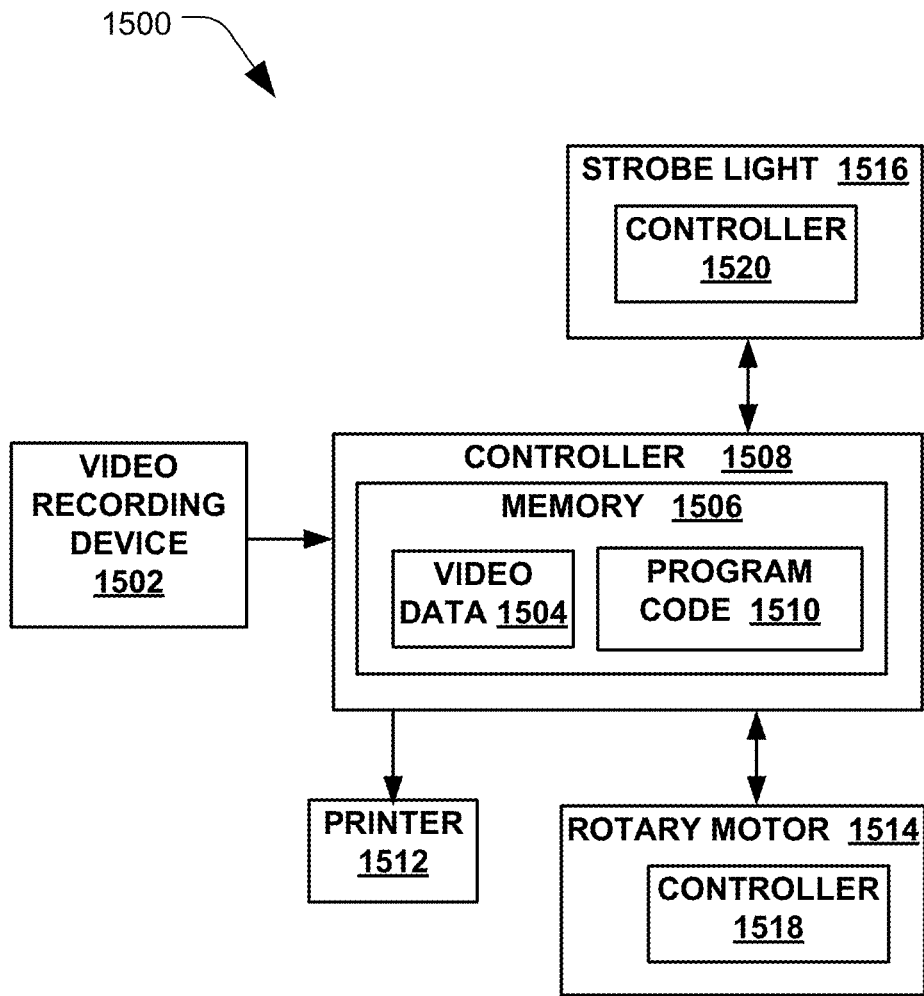 1500
STROBE LIGHT 1516
CONTROLLER
1520
VIDEO
RECORDING
DEVICE
1502
CONTROLLER 1508
MEMORY 1506
VIDEO
DATA 1504
PROGRAM
CODE 1510
PRINTER
1512
ROTARY MOTOR 1514
CONTROLLER
1518